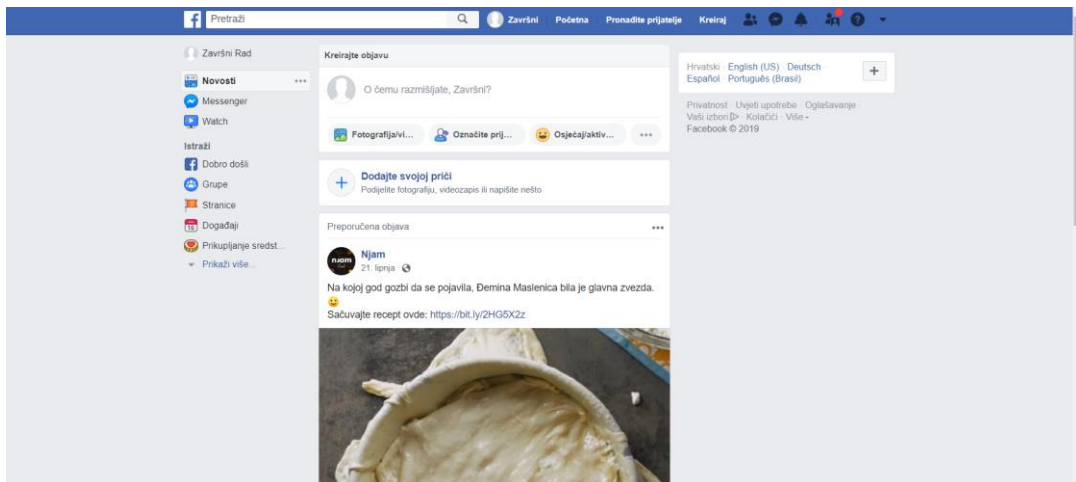 Pretraži
Završni Početna Pronađite prijatelje Kreiraj
Završni Rad
Novosti
Messenger
Watch
Istraži
Dobro došli
Grupe
Stranice
Događaji
Prikupljanje sredst...
Prikaži više...
Kreirajte objavu
O čemu razmišljate, Završni?
Fotografija/vi... Označite prij... Osjećaj/aktiv...
Dodajte svojoj priči
Podijelite fotografiju, videozapis ili napišite nešto
Preporučena objava
Njam
21. lipnja
Na kojoj god gozbi da se pojavila, Đemina Maslenica bila je glavna zvezda.
😃
Sačuvajte recept ovde: https://bit.ly/2HG5X2z
Hrvatski · English (US) · Deutsch ·
Español · Português (Brasil)
Privatnost · Uvjeti upotrebe · Oglašavanje ·
Vaši izbori · Kolačići · Više
Facebook © 2019